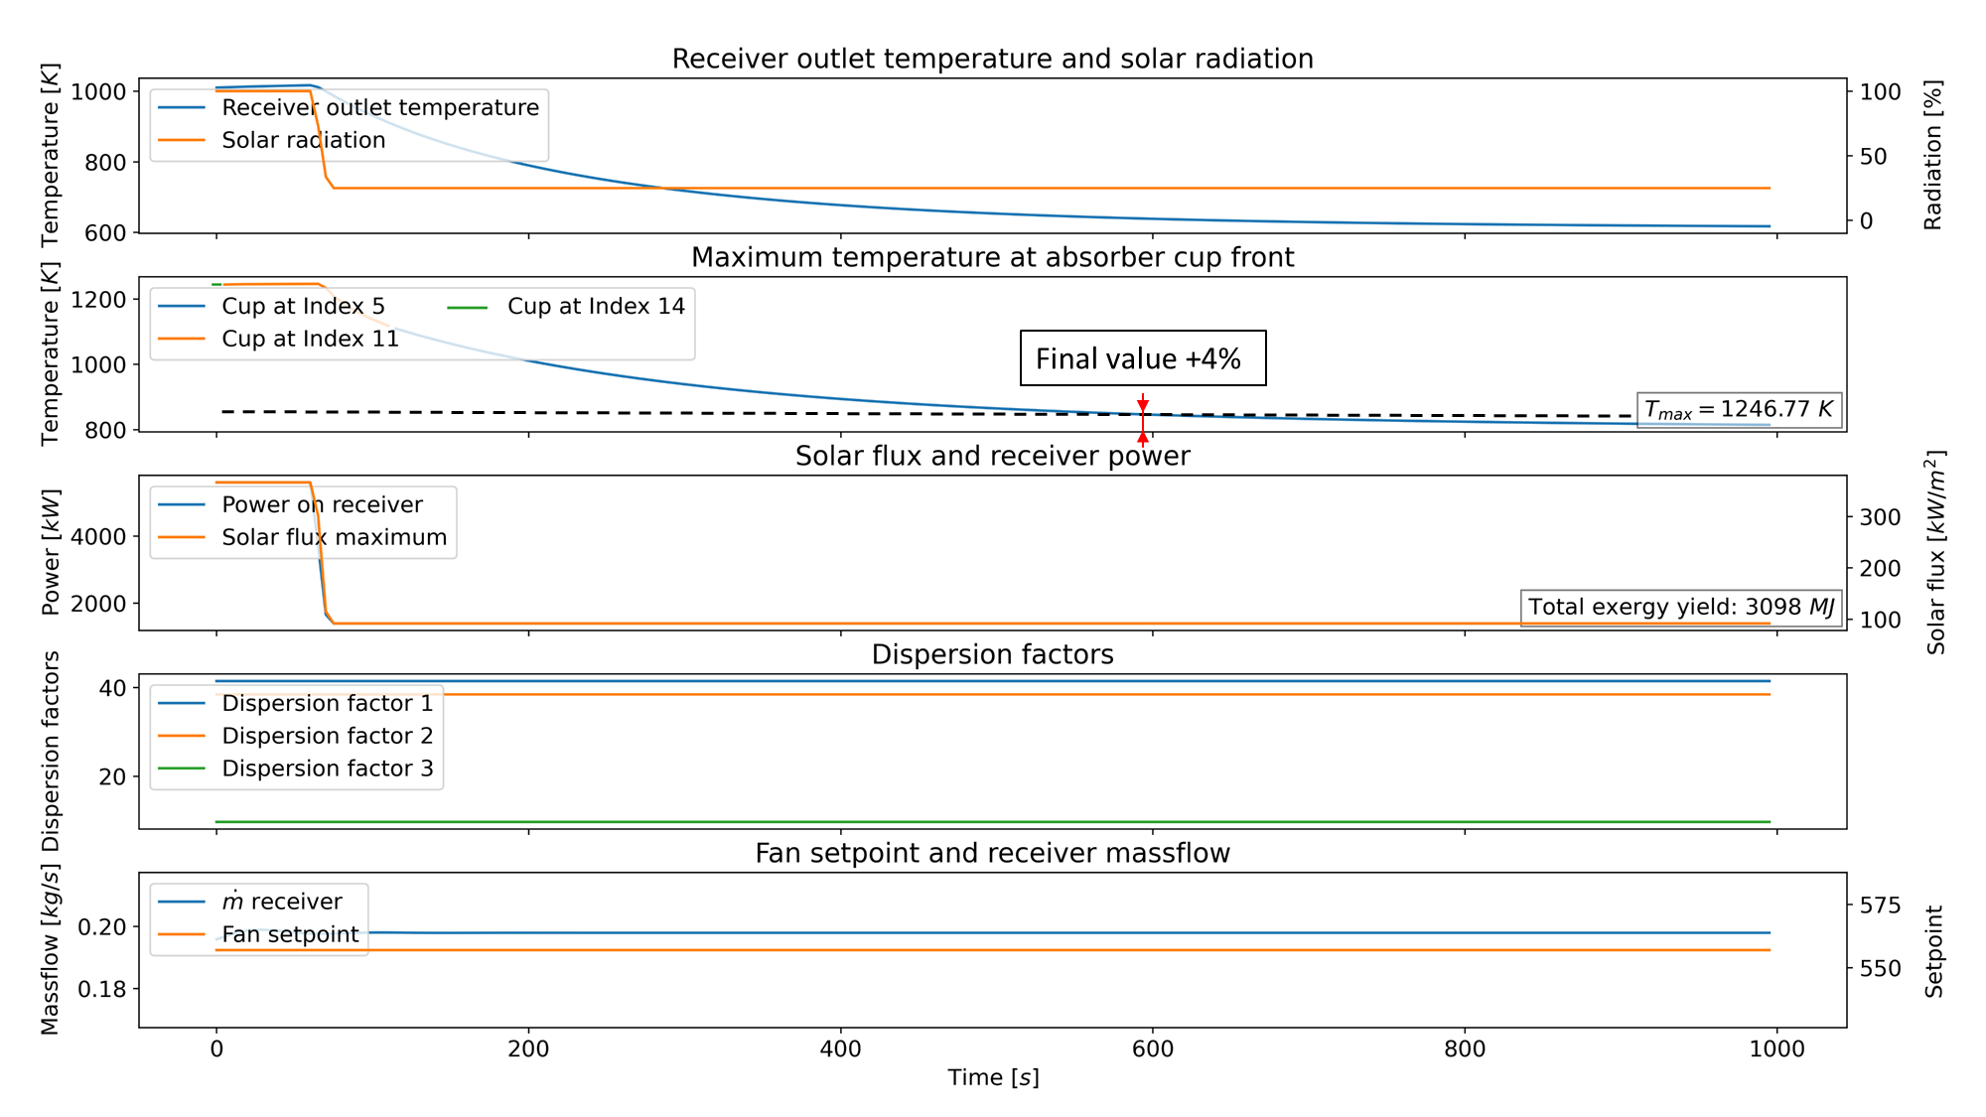 Receiver outlet temperature and solar radiation
Temperature [K]
1000
800
600
Receiver outlet temperature
Solar radiation
100
50
0
Radiation [%]
Maximum temperature at absorber cup front
Temperature [K]
1200
1000
800
Cup at Index 5
Cup at Index 11
Cup at Index 14
Final value +4%
T_max = 1246.77 K
Solar flux and receiver power
Power [kW]
4000
2000
Power on receiver
Solar flux maximum
300
200
100
Solar flux [kW/m²]
Total exergy yield: 3098 MJ
Dispersion factors
Dispersion factors
40
20
Dispersion factor 1
Dispersion factor 2
Dispersion factor 3
Fan setpoint and receiver massflow
Massflow [kg/s]
0.20
0.18
ṁ receiver
Fan setpoint
575
550
Setpoint
0 200 400 600 800 1000
Time [s]